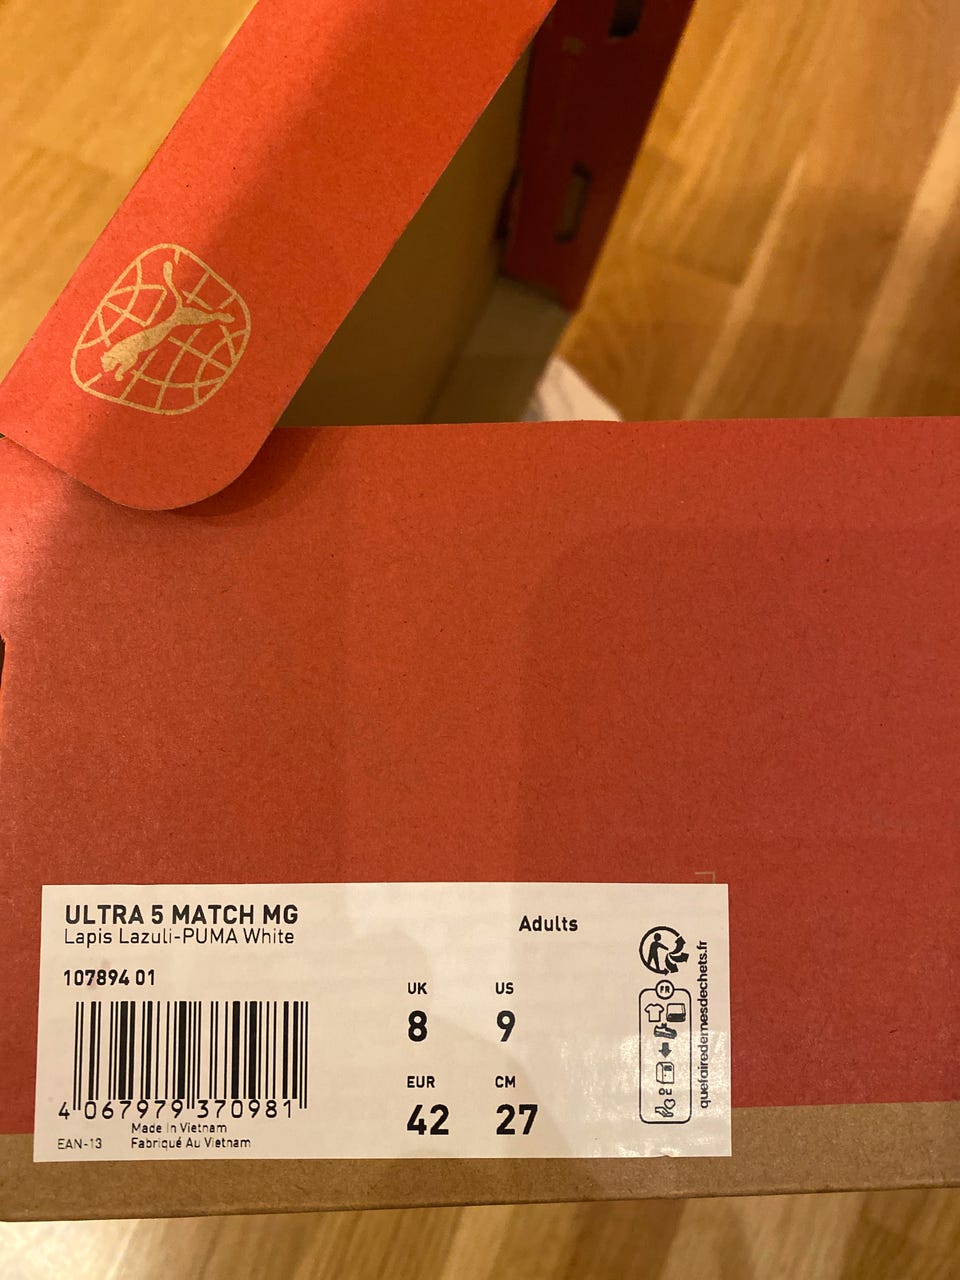 ULTRA 5 MATCH MG
Lapis Lazuli-PUMA White
Adults
107894 01
UK
8
US
9
EUR
42
CM
27
4 067979 370981
EAN-13
Made In Vietnam
Fabriqué Au Vietnam
FR
quefairedemesdechets.fr